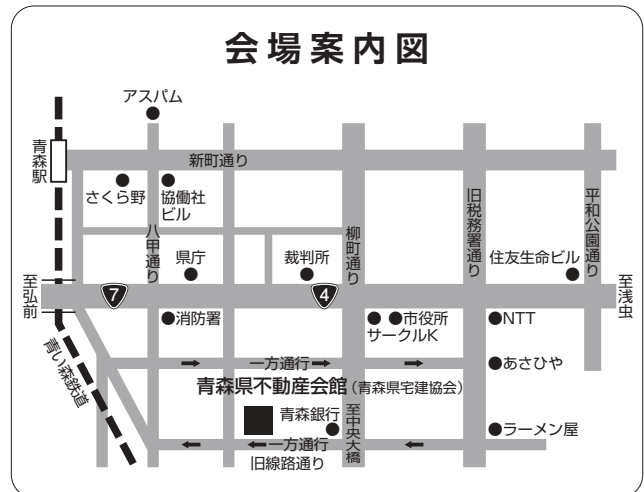 会場案内図
アスパム
青森駅
新町通り
さくら野
協働社
ビル
八甲通り
柳町通り
旧税務署通り
平和公園通り
県庁
裁判所
住友生命ビル
至弘前
7
4
至浅虫
消防署
市役所
サークルK
NTT
青い森鉄道
一方通行
あさひや
青森県不動産会館(青森県宅建協会)
青森銀行
至中央大橋
ラーメン屋
一方通行
旧線路通り